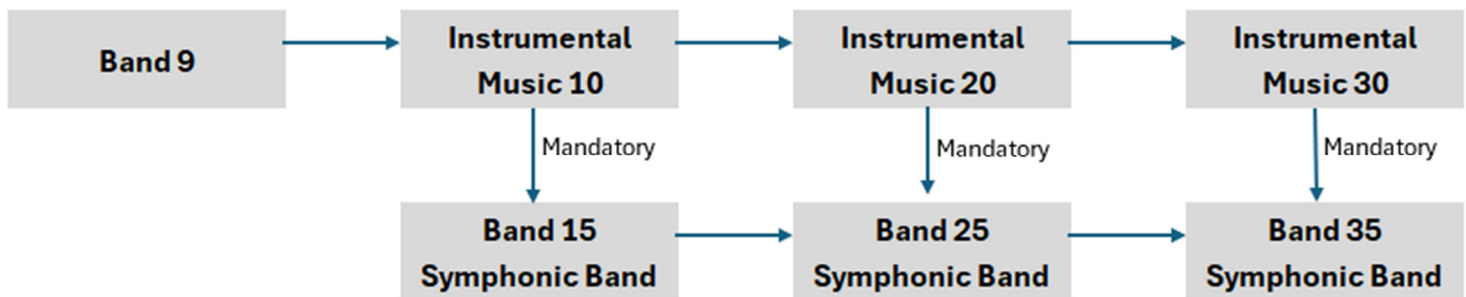 Band 9
Instrumental
Music 10
Instrumental
Music 20
Instrumental
Music 30
Mandatory
Mandatory
Mandatory
Band 15
Symphonic Band
Band 25
Symphonic Band
Band 35
Symphonic Band